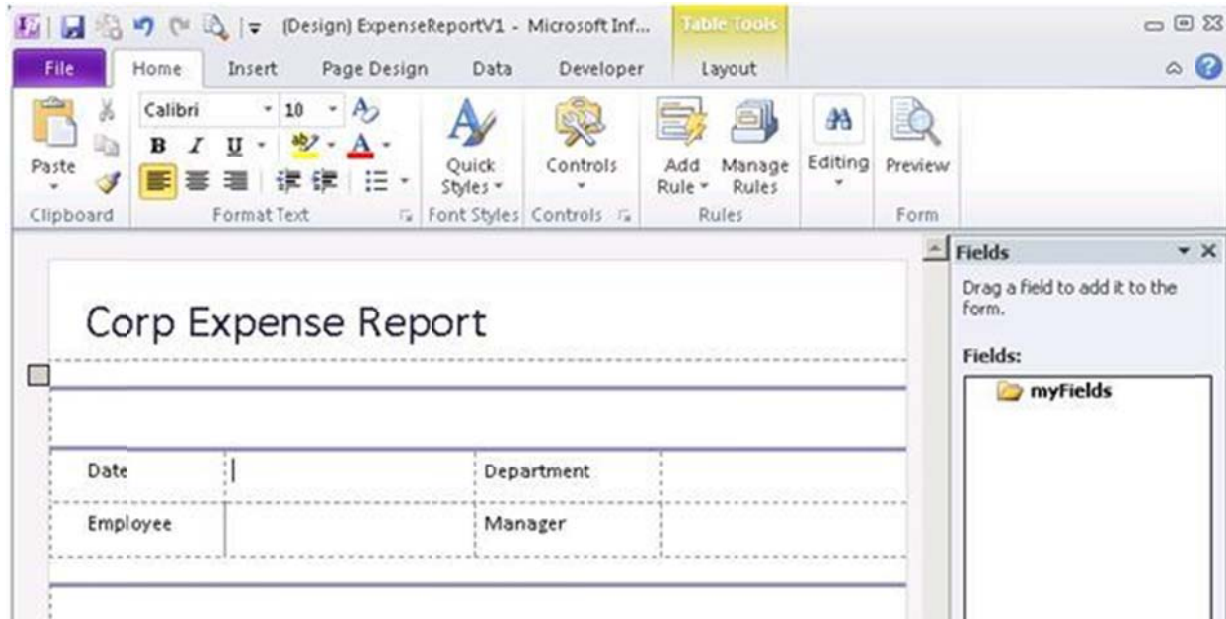 (Design) ExpenseReportV1 - Microsoft Inf... Table Tools
File Home Insert Page Design Data Developer Layout
Calibri 10
B I U A
Paste
Quick Styles
Controls
Add Rule
Manage Rules
Editing
Preview
Clipboard Format Text Font Styles Controls Rules Form
Fields
Drag a field to add it to the
form.
Fields:
myFields
Corp Expense Report
Date Department
Employee Manager